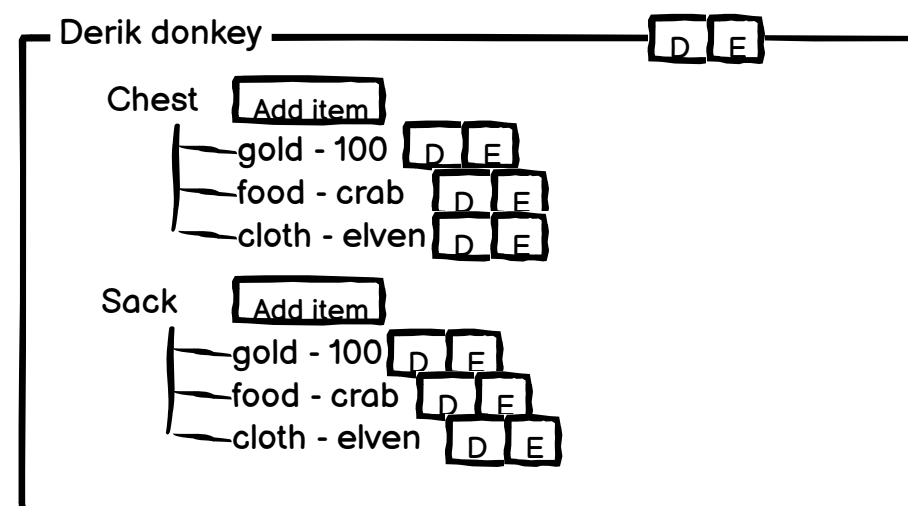 Derik donkey D E
Chest Add item
gold - 100 D E
food - crab D E
cloth - elven D E
Sack Add item
gold - 100 D E
food - crab D E
cloth - elven D E